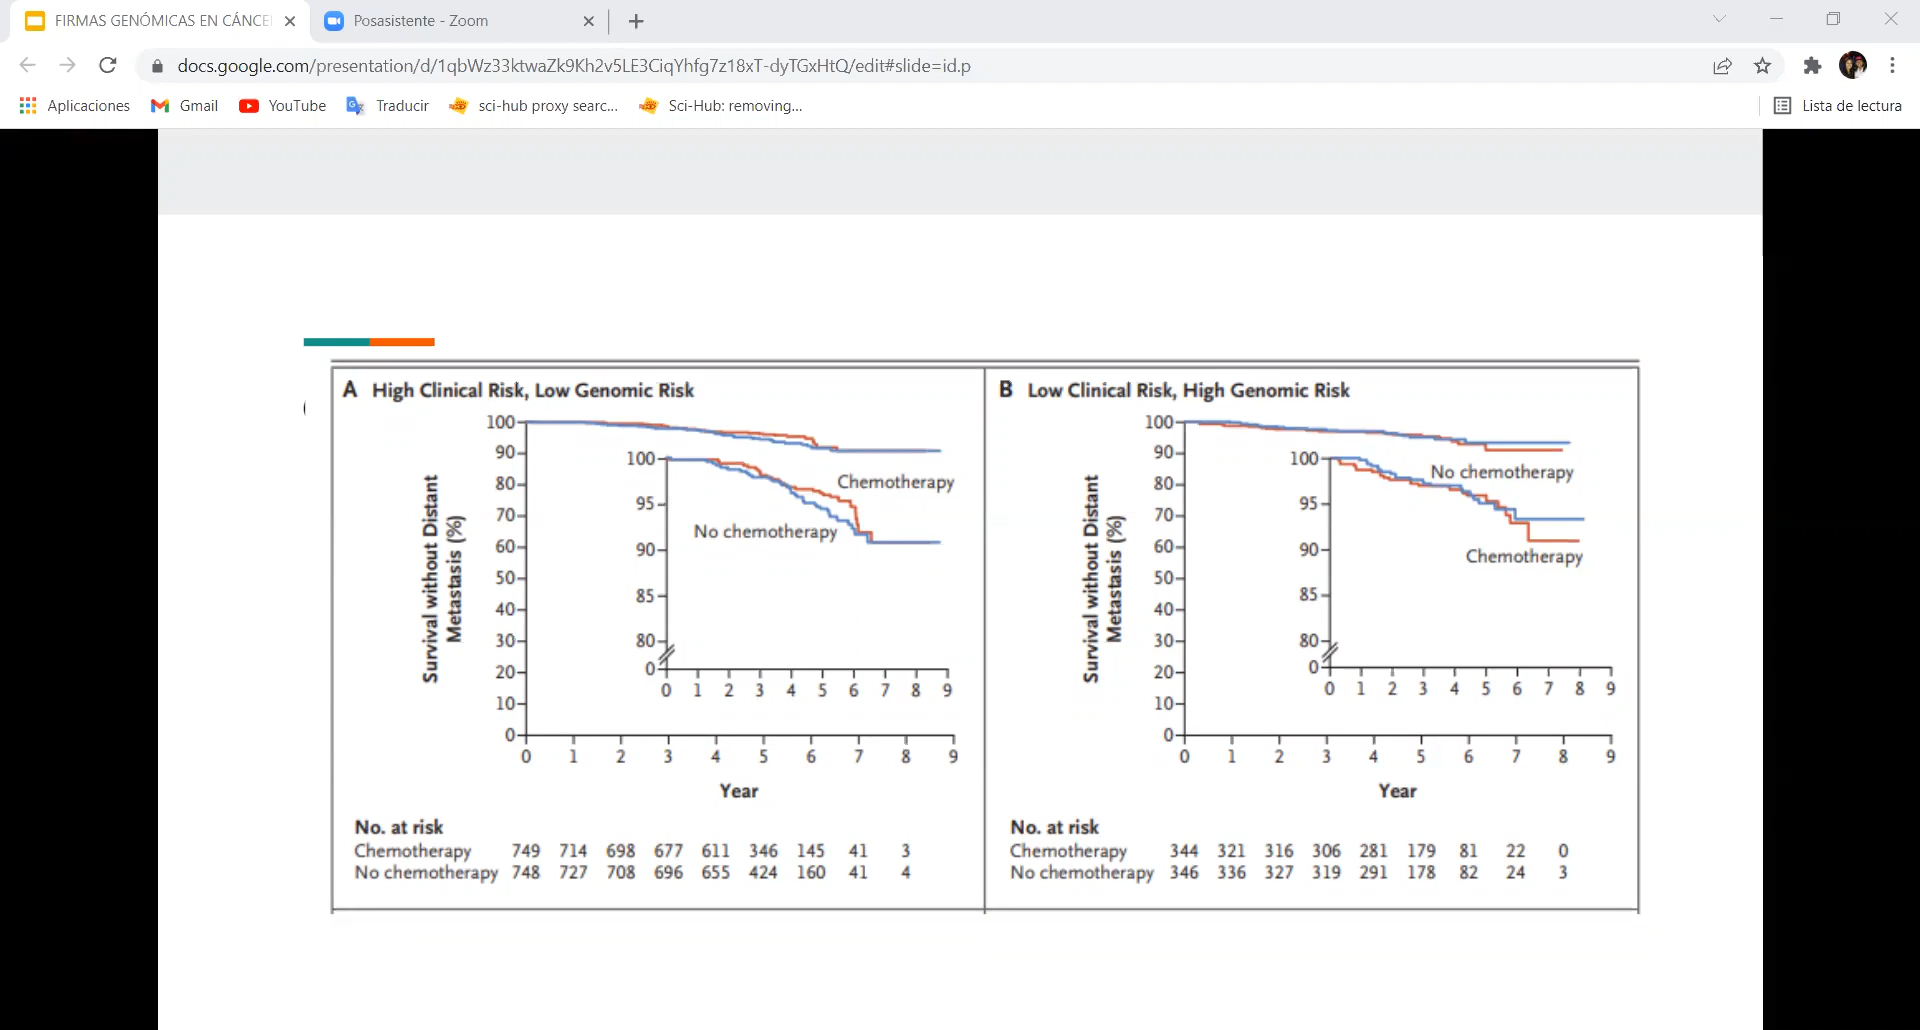 FIRMAS GENÓMICAS EN CÁNCE
Posasistente - Zoom
docs.google.com/presentation/d/1qbWz33ktwaZk9Kh2v5LE3CiqYhfg7z18xT-dyTGxHtQ/edit#slide=id.p
Aplicaciones
Gmail
YouTube
Traducir
sci-hub proxy searc...
Sci-Hub: removing...
Lista de lectura
A High Clinical Risk, Low Genomic Risk
Survival without Distant
Metastasis (%)
100
90
80
70
60
50
40
30
20
10
0
0 1 2 3 4 5 6 7 8 9
Year
100
95
90
85
80
0
0 1 2 3 4 5 6 7 8 9
Chemotherapy
No chemotherapy
No. at risk
Chemotherapy 749 714 698 677 611 346 145 41 3
No chemotherapy 748 727 708 696 655 424 160 41 4
B Low Clinical Risk, High Genomic Risk
Survival without Distant
Metastasis (%)
100
90
80
70
60
50
40
30
20
10
0
0 1 2 3 4 5 6 7 8 9
Year
100
95
90
85
80
0
0 1 2 3 4 5 6 7 8 9
No chemotherapy
Chemotherapy
No. at risk
Chemotherapy 344 321 316 306 281 179 81 22 0
No chemotherapy 346 336 327 319 291 178 82 24 3